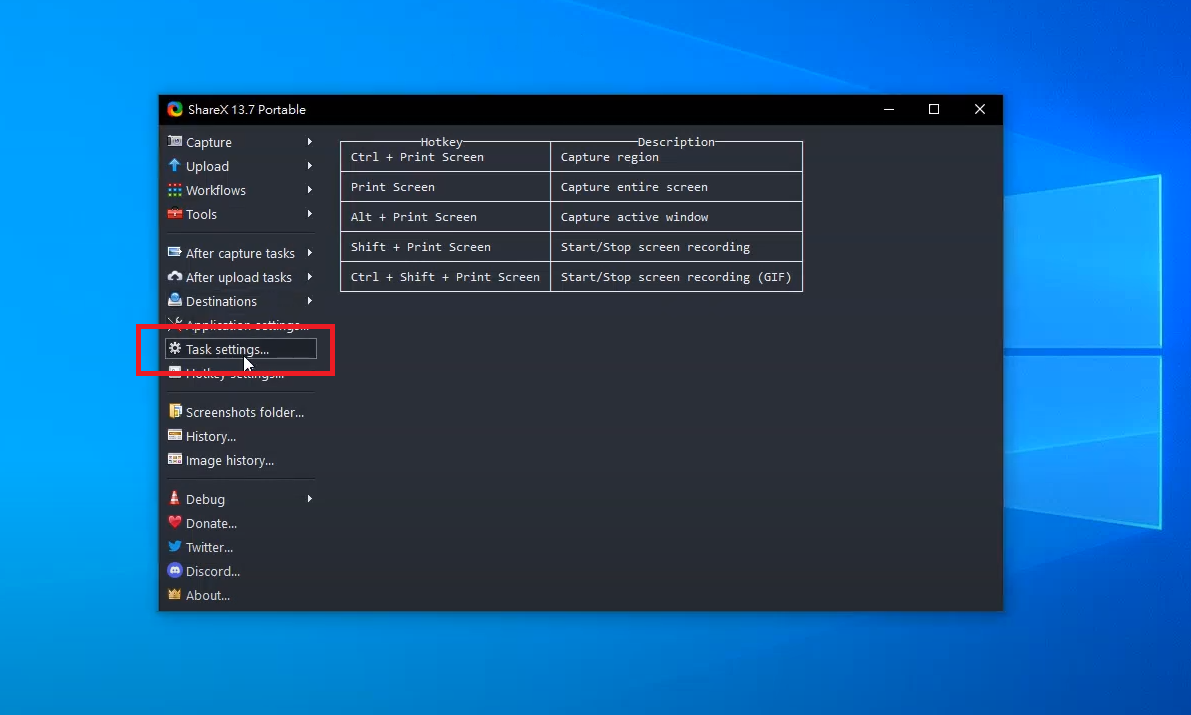 ShareX 13.7 Portable
Capture
Upload
Workflows
Tools
After capture tasks
After upload tasks
Destinations
Application settings...
Task settings...
Hotkey settings...
Screenshots folder...
History...
Image history...
Debug
Donate...
Twitter...
Discord...
About...
Hotkey Description
Ctrl + Print Screen Capture region
Print Screen Capture entire screen
Alt + Print Screen Capture active window
Shift + Print Screen Start/Stop screen recording
Ctrl + Shift + Print Screen Start/Stop screen recording (GIF)